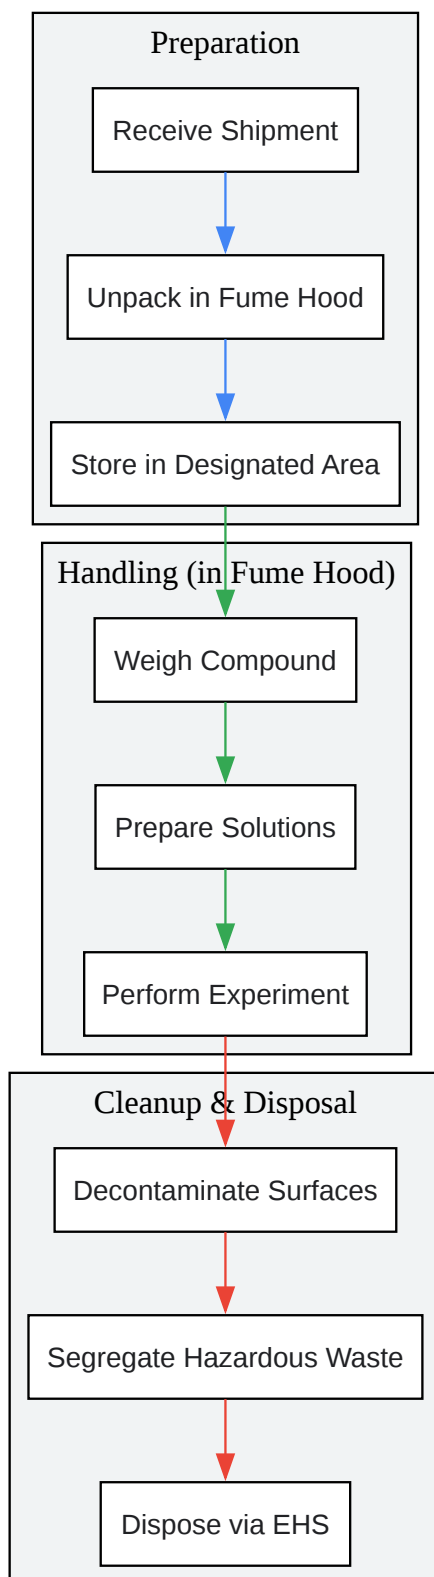 Preparation
Receive Shipment
Unpack in Fume Hood
Store in Designated Area
Handling (in Fume Hood)
Weigh Compound
Prepare Solutions
Perform Experiment
Cleanup & Disposal
Decontaminate Surfaces
Segregate Hazardous Waste
Dispose via EHS